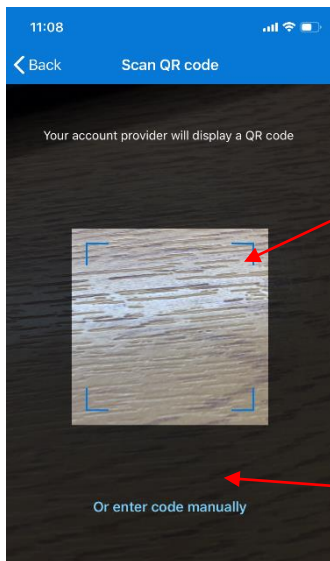 11:08
Back Scan QR code
Your account provider will display a QR code
Or enter code manually